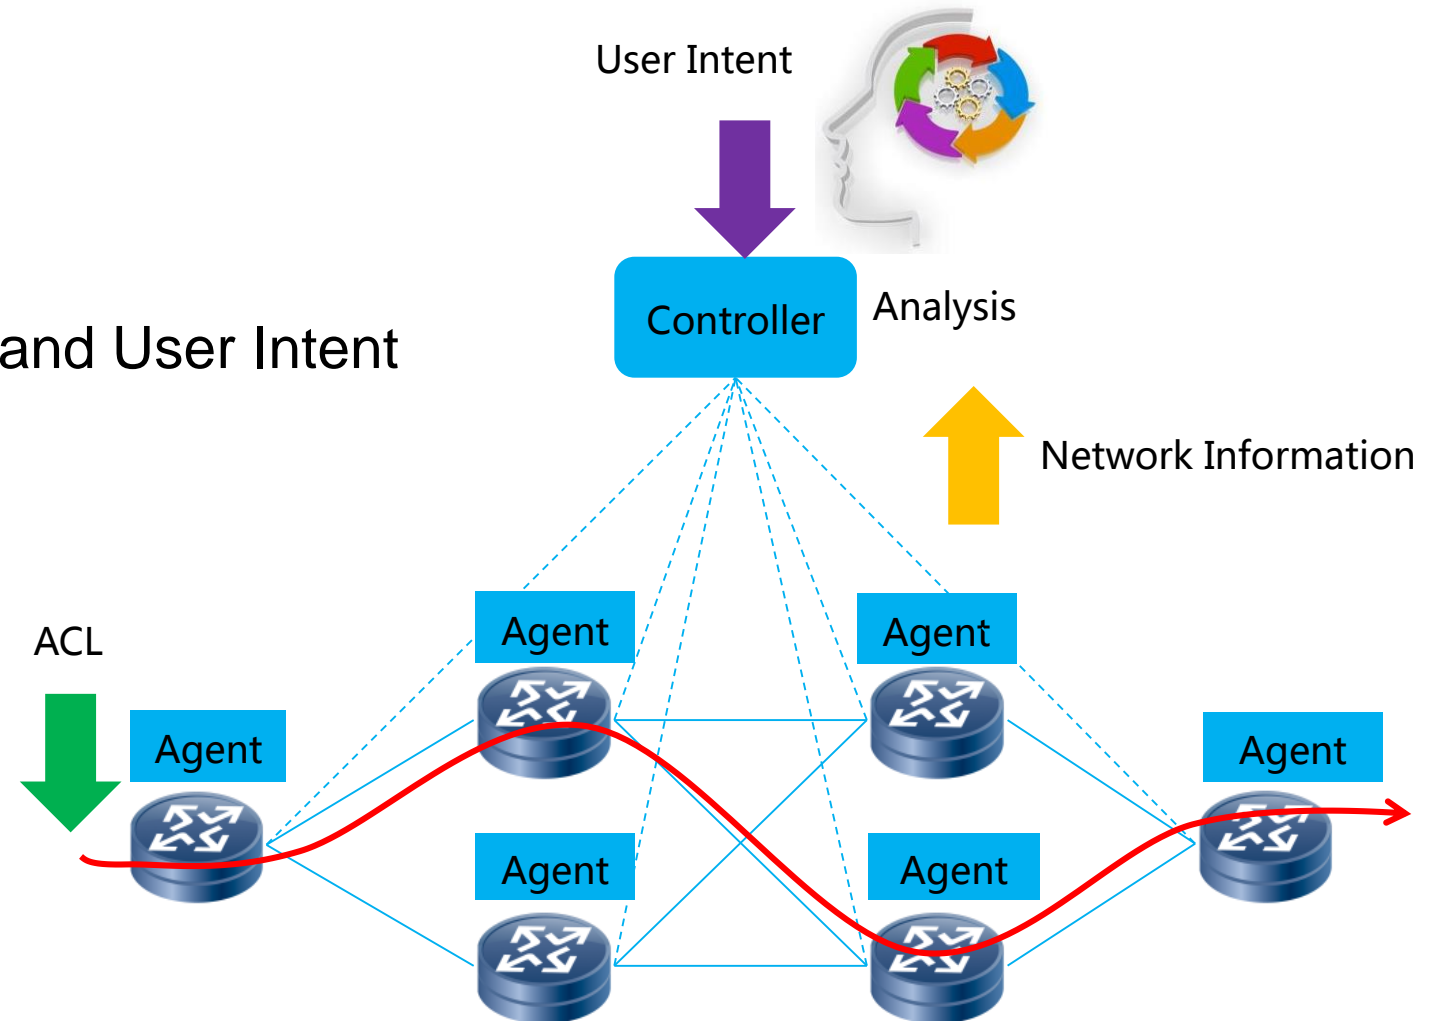 User Intent
Controller
Analysis
and User Intent
Network Information
Agent
Agent
ACL
Agent
Agent
Agent
Agent